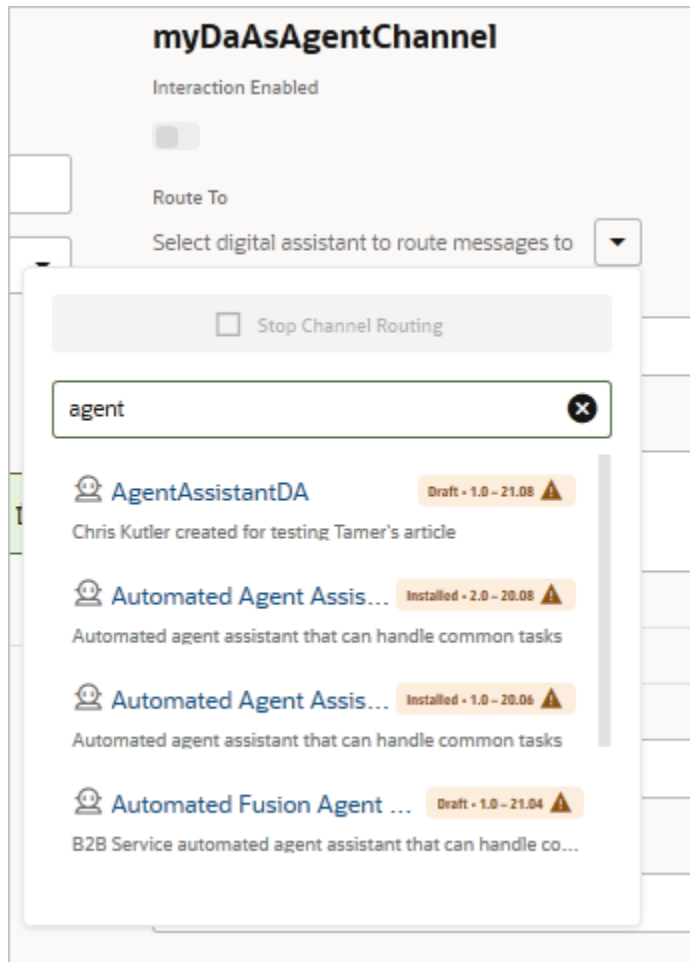 myDaAsAgentChannel
Interaction Enabled
Route To
Select digital assistant to route messages to
Stop Channel Routing
agent
AgentAssistantDA Draft • 1.0 – 21.08
Chris Kutler created for testing Tamer's article
Automated Agent Assis... Installed • 2.0 – 20.08
Automated agent assistant that can handle common tasks
Automated Agent Assis... Installed • 1.0 – 20.06
Automated agent assistant that can handle common tasks
Automated Fusion Agent ... Draft • 1.0 – 21.04
B2B Service automated agent assistant that can handle co...